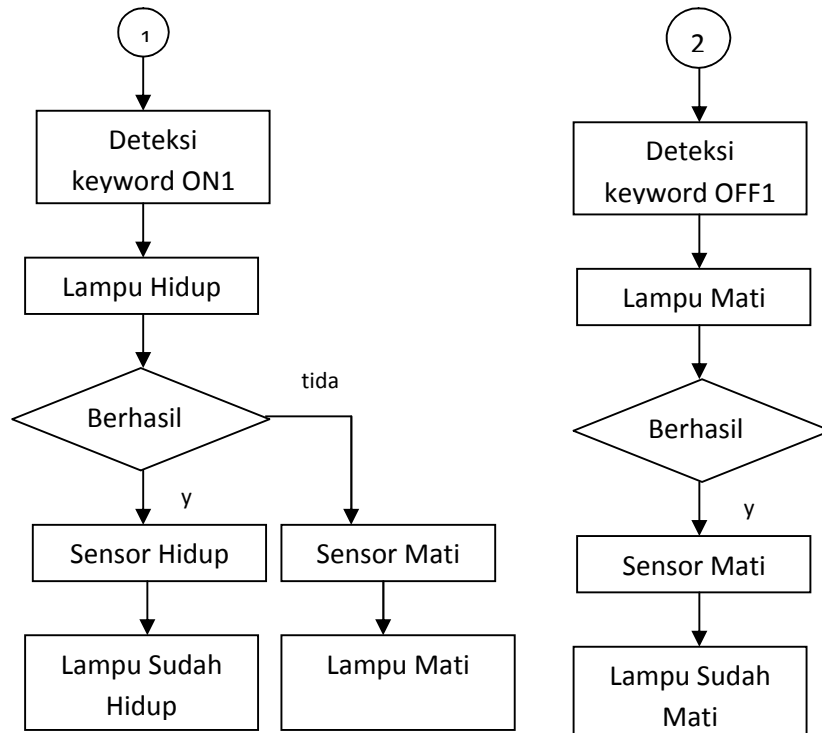 1
Deteksi
keyword ON1
Lampu Hidup
Berhasil
tida
y
Sensor Hidup
Sensor Mati
Lampu Sudah
Hidup
Lampu Mati
2
Deteksi
keyword OFF1
Lampu Mati
Berhasil
y
Sensor Mati
Lampu Sudah
Mati